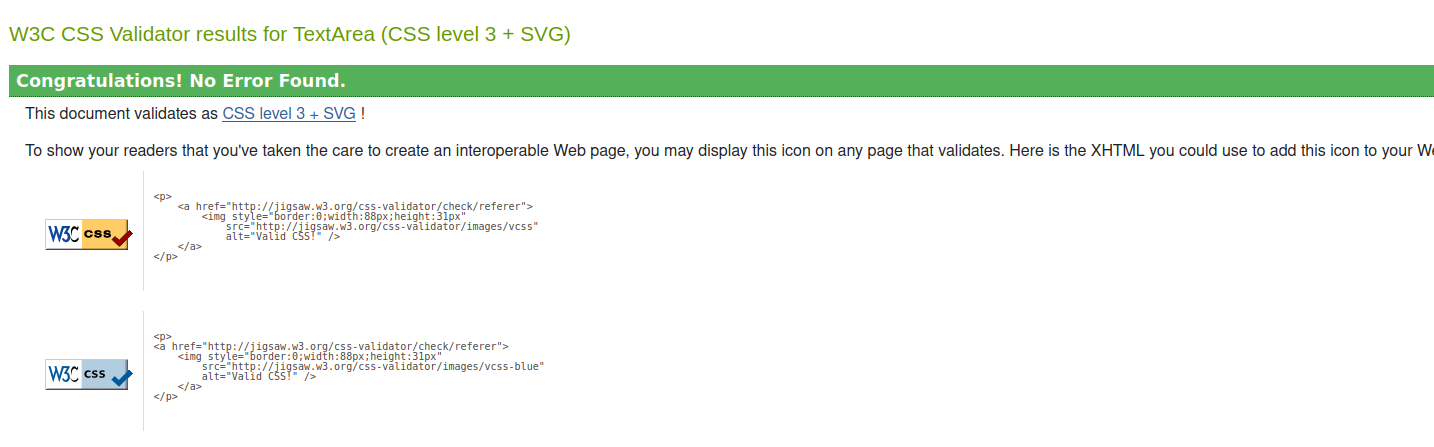 W3C CSS Validator results for TextArea (CSS level 3 + SVG)
Congratulations! No Error Found.
This document validates as CSS level 3 + SVG !
To show your readers that you've taken the care to create an interoperable Web page, you may display this icon on any page that validates. Here is the XHTML you could use to add this icon to your
<p>
<a href="http://jigsaw.w3.org/css-validator/check/referer">
<img style="border:0;width:88px;height:31px"
src="http://jigsaw.w3.org/css-validator/images/vcss"
alt="Valid CSS!" />
</a>
</p>
W3C css
<p>
<a href="http://jigsaw.w3.org/css-validator/check/referer">
<img style="border:0;width:88px;height:31px"
src="http://jigsaw.w3.org/css-validator/images/vcss-blue"
alt="Valid CSS!" />
</a>
</p>
W3C css